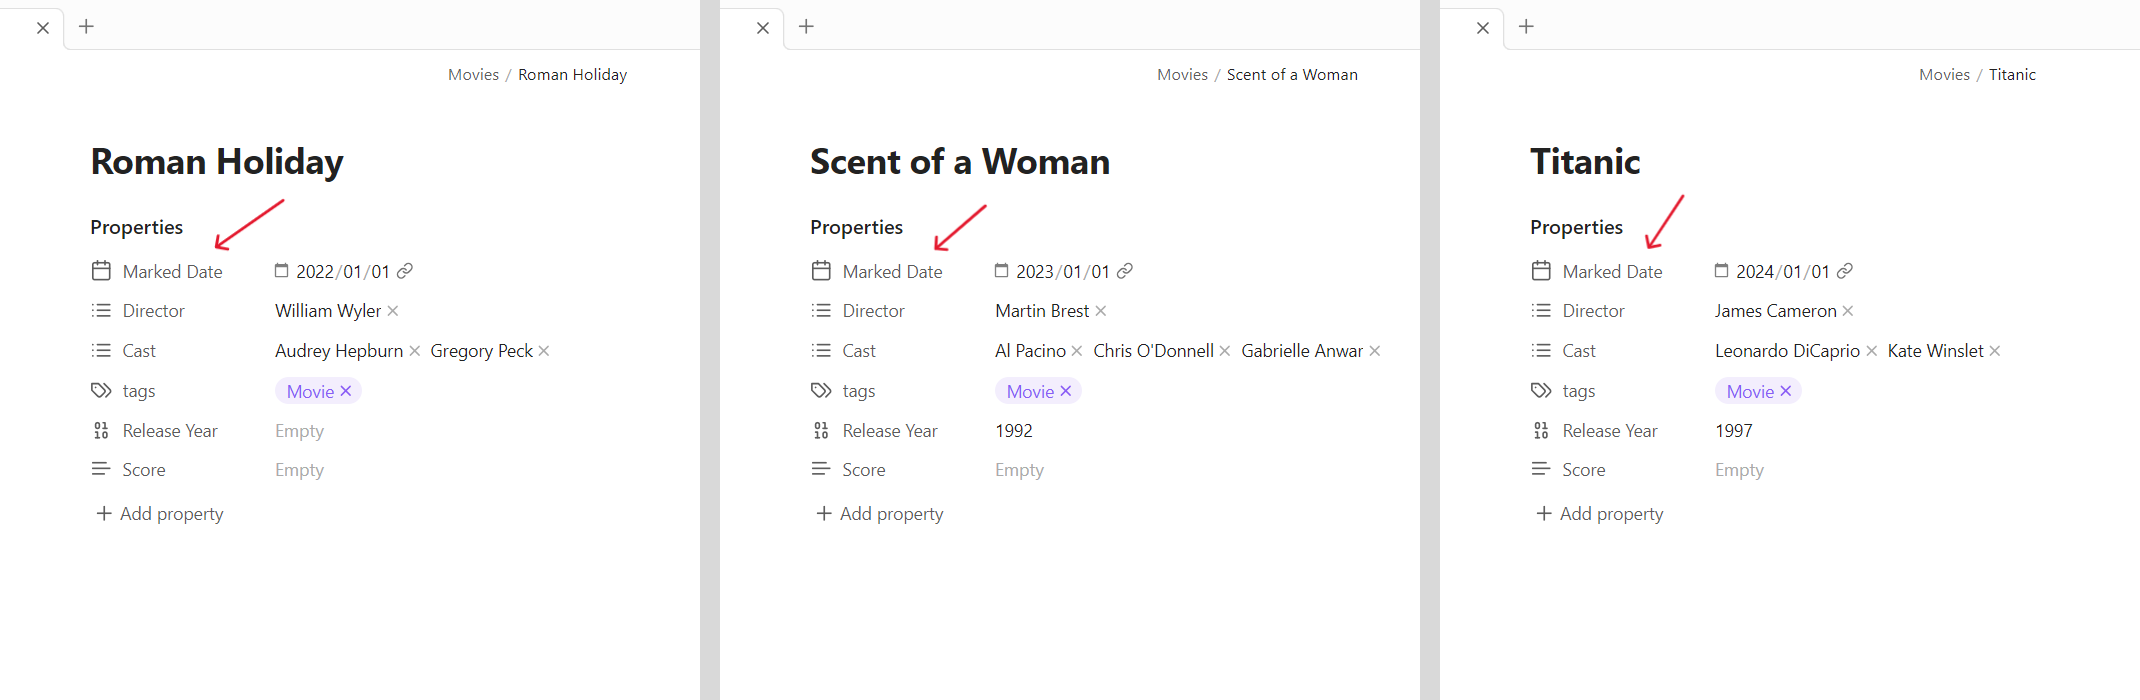 Movies / Roman Holiday
Roman Holiday
Properties
Marked Date 2022/01/01
Director William Wyler
Cast Audrey Hepburn Gregory Peck
tags Movie
Release Year Empty
Score Empty
Add property
Movies / Scent of a Woman
Scent of a Woman
Properties
Marked Date 2023/01/01
Director Martin Brest
Cast Al Pacino Chris O'Donnell Gabrielle Anwar
tags Movie
Release Year 1992
Score Empty
Add property
Movies / Titanic
Titanic
Properties
Marked Date 2024/01/01
Director James Cameron
Cast Leonardo DiCaprio Kate Winslet
tags Movie
Release Year 1997
Score Empty
Add property